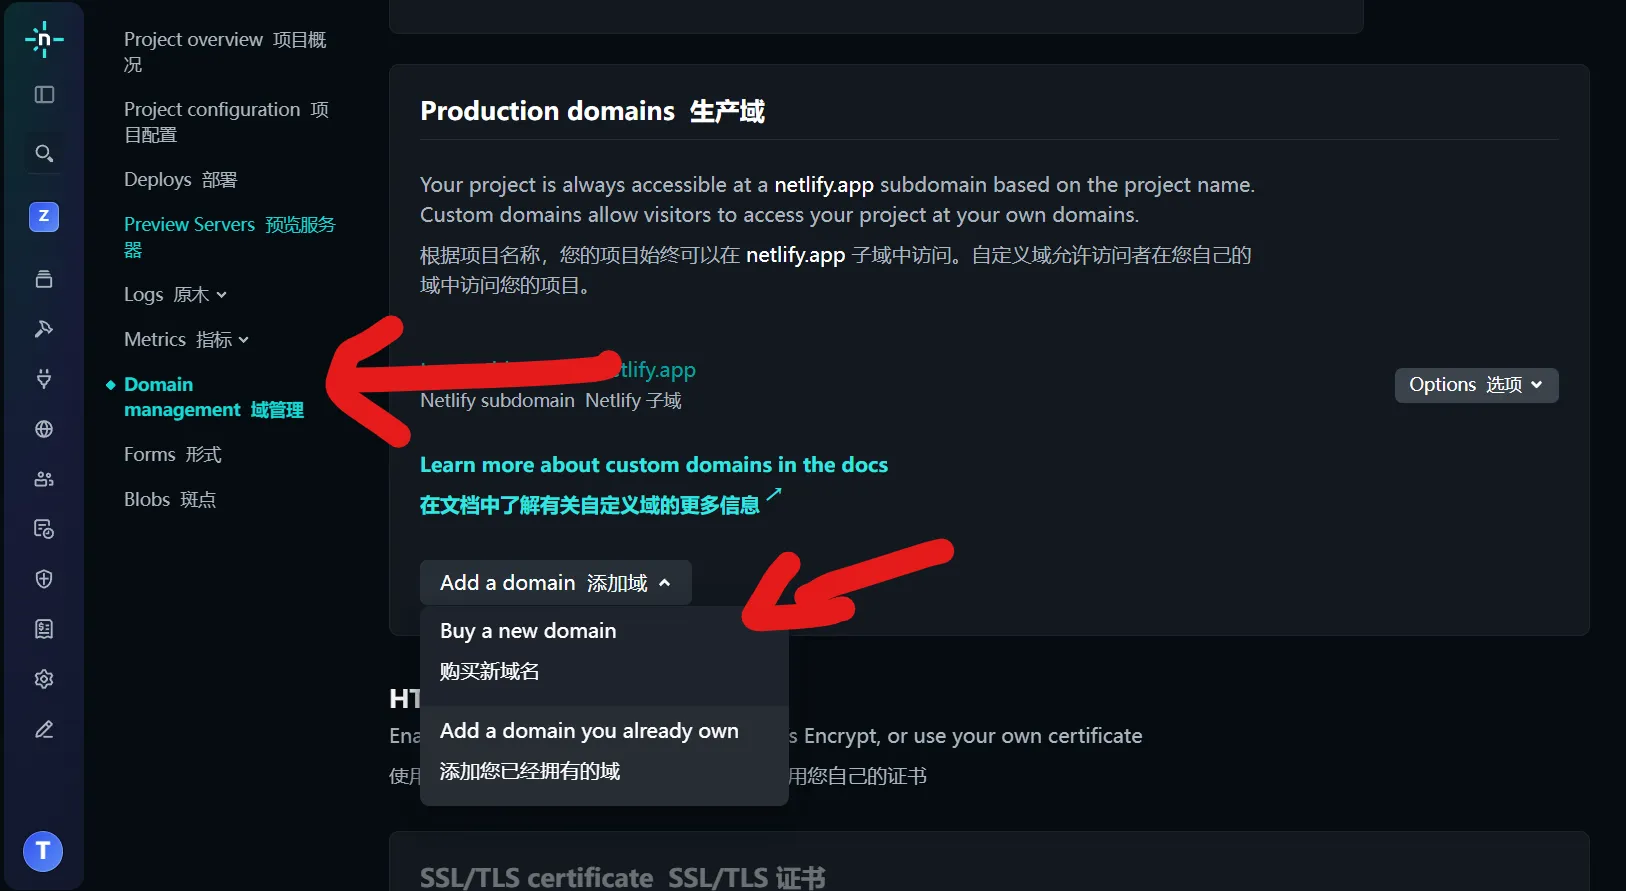 n
Z
T
Project overview 项目概
况
Project configuration 项
目配置
Deploys 部署
Preview Servers 预览服务
器
Logs 原木
Metrics 指标
Domain
management 域管理
Forms 形式
Blobs 斑点
Production domains 生产域
Your project is always accessible at a netlify.app subdomain based on the project name.
Custom domains allow visitors to access your project at your own domains.
根据项目名称，您的项目始终可以在 netlify.app 子域中访问。自定义域允许访问者在您自己的
域中访问您的项目。
tlify.app
Netlify subdomain Netlify 子域
Options 选项
Learn more about custom domains in the docs
在文档中了解有关自定义域的更多信息
Add a domain 添加域
Buy a new domain
购买新域名
Add a domain you already own
添加您已经拥有的域
HT
Ena s Encrypt, or use your own certificate
使用 用您自己的证书
SSL/TLS certificate SSL/TLS 证书